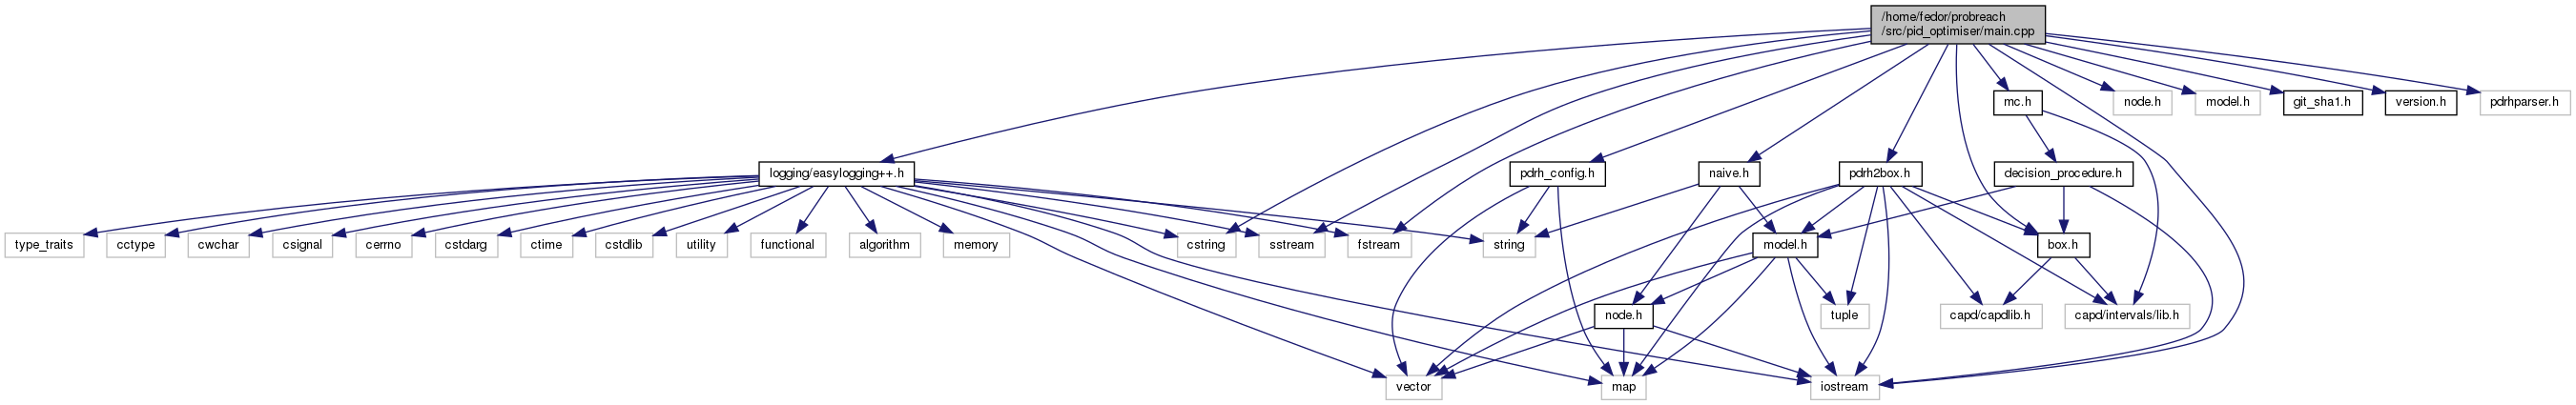 /home/fedor/probreach
/src/pid_optimiser/main.cpp
mc.h
node.h
model.h
git_sha1.h
version.h
pdrhparser.h
logging/easylogging++.h
pdrh_config.h
naive.h
pdrh2box.h
decision_procedure.h
type_traits
cctype
cwchar
csignal
cerrno
cstdarg
ctime
cstdlib
utility
functional
algorithm
memory
cstring
sstream
fstream
string
model.h
box.h
node.h
tuple
capd/capdlib.h
capd/intervals/lib.h
vector
map
iostream